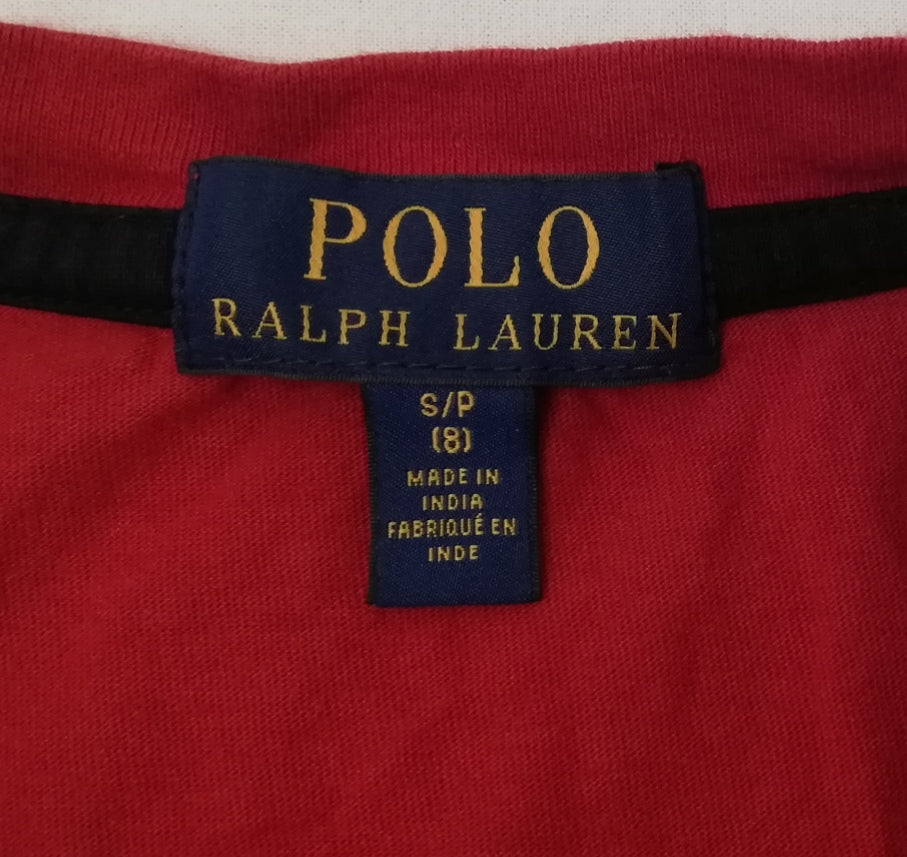 POLO
RALPH LAUREN
S/P
(8)
MADE IN
INDIA
FABRIQUÉ EN
INDE